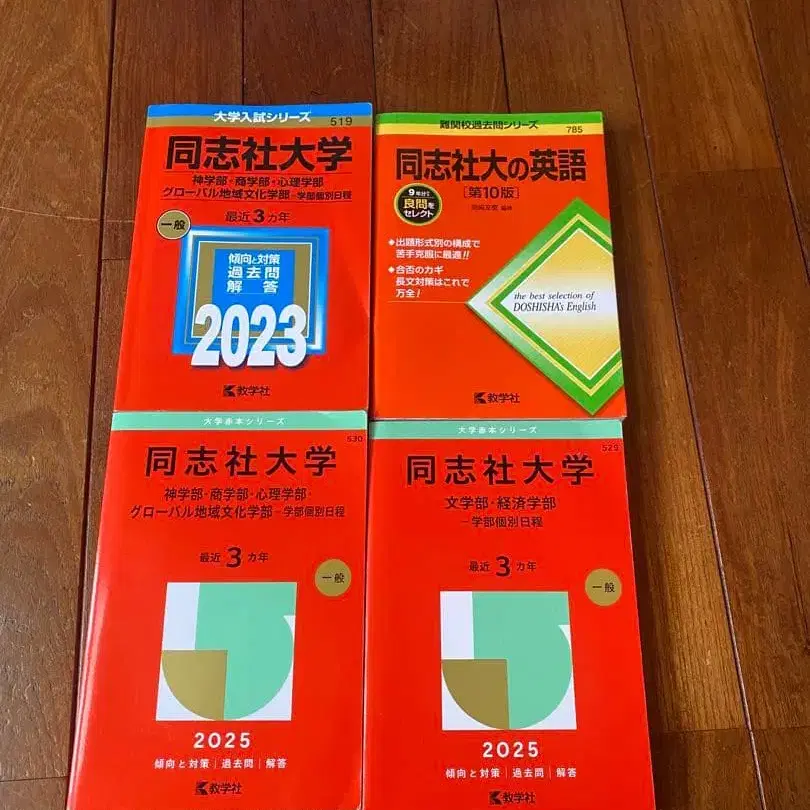 大学入試シリーズ
519
同志社大学
神学部・商学部・心理学部
グローバル地域文化学部-学部個別日程
最近3カ年
一般
傾向と対策
過去問
解答
2023
教学社
難関校過去問シリーズ
785
同志社大の英語
[第10版]
9年分から
良問を
セレクト
編著
◆出題形式別の構成で
苦手克服に最適!!
◆合否のカギ
長文対策はこれで
万全!
the best selection of
DOSHISHA's English
教学社
大学赤本シリーズ
530
同志社大学
神学部・商学部・心理学部・
グローバル地域文化学部-学部個別日程
最近3カ年
一般
2025
傾向と対策|過去問|解答
教学社
大学赤本シリーズ
529
同志社大学
文学部・経済学部
-学部個別日程
最近3カ年
一般
2025
傾向と対策|過去問|解答
教学社